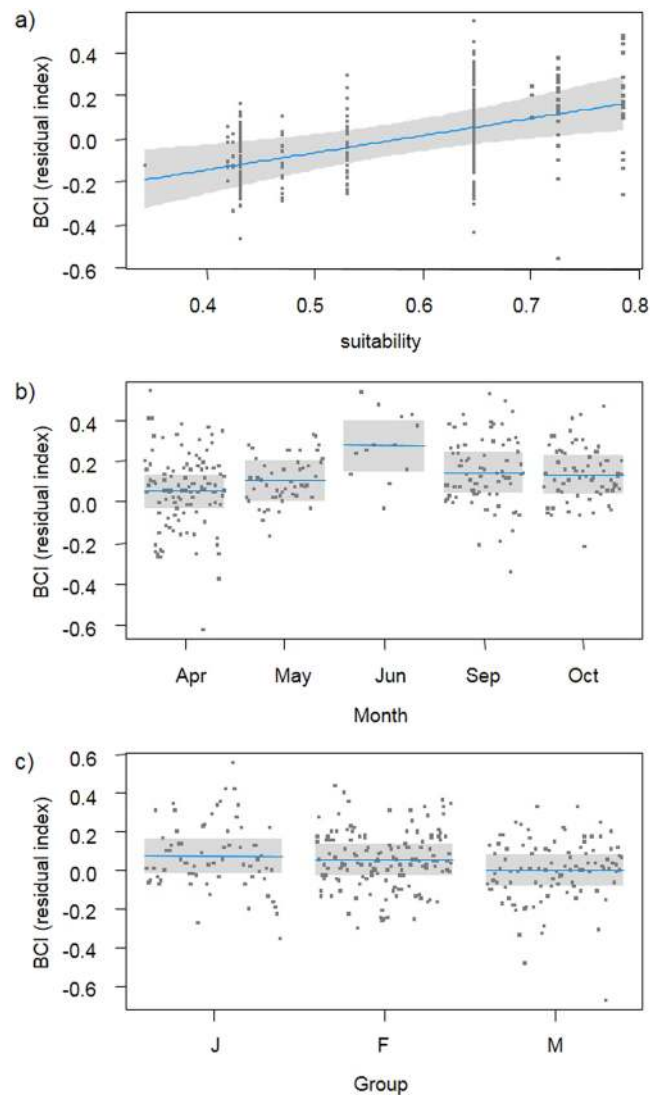 a)
BCI (residual index)
0.4
0.2
0.0
-0.2
-0.4
-0.6
0.4 0.5 0.6 0.7 0.8
suitability
b)
BCI (residual index)
0.4
0.2
0.0
-0.2
-0.4
-0.6
Apr May Jun Sep Oct
Month
c)
BCI (residual index)
0.6
0.4
0.2
0.0
-0.2
-0.4
-0.6
J F M
Group